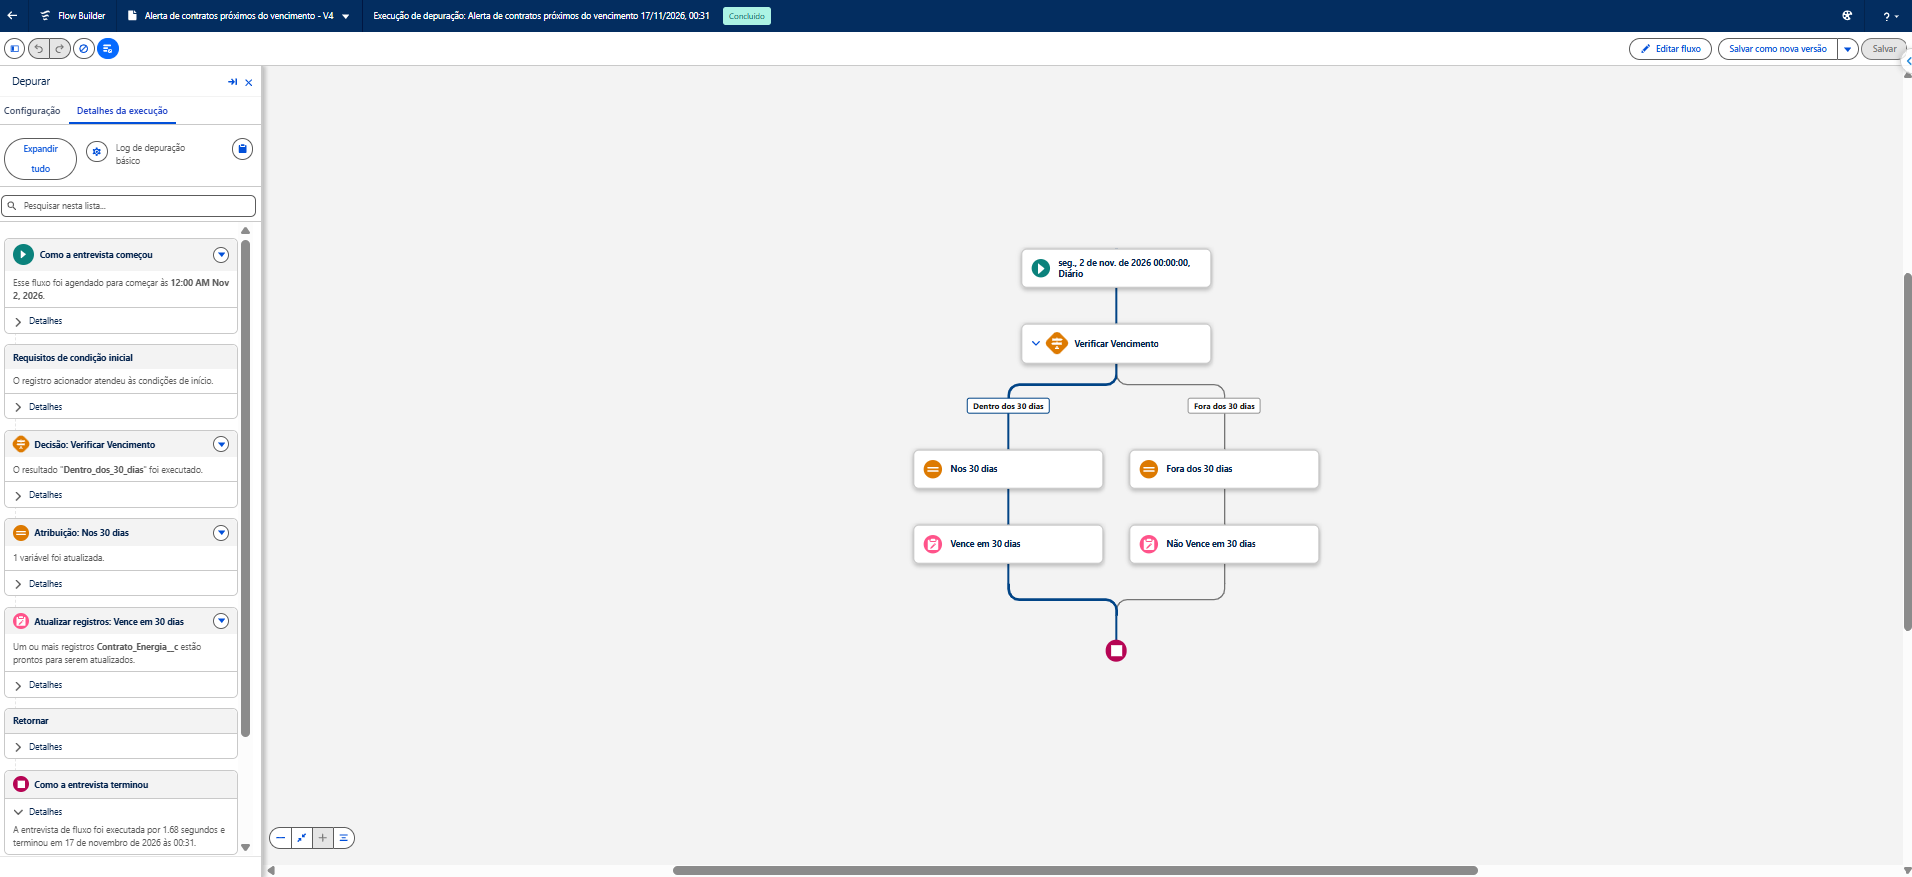 Flow Builder
Alerta de contratos próximos do vencimento - V4
Execução de depuração: Alerta de contratos próximos do vencimento 17/11/2026, 00:31
Concluído
?
Editar fluxo
Salvar como nova versão
Salvar
Depurar
Configuração
Detalhes da execução
Expandir
tudo
Log de depuração
básico
Pesquisar nesta lista...
Como a entrevista começou
Esse fluxo foi agendado para começar às 12:00 AM Nov
2, 2026.
Detalhes
Requisitos de condição inicial
O registro acionador atendeu às condições de início.
Detalhes
Decisão: Verificar Vencimento
O resultado "Dentro_dos_30_dias" foi executado.
Detalhes
Atribuição: Nos 30 dias
1 variável foi atualizada.
Detalhes
Atualizar registros: Vence em 30 dias
Um ou mais registros Contrato_Energia__c estão
prontos para serem atualizados.
Detalhes
Retornar
Detalhes
Como a entrevista terminou
Detalhes
A entrevista de fluxo foi executada por 1.68 segundos e
terminou em 17 de novembro de 2026 às 00:31.
seg., 2 de nov. de 2026 00:00:00,
Diário
Verificar Vencimento
Dentro dos 30 dias
Fora dos 30 dias
Nos 30 dias
Fora dos 30 dias
Vence em 30 dias
Não Vence em 30 dias